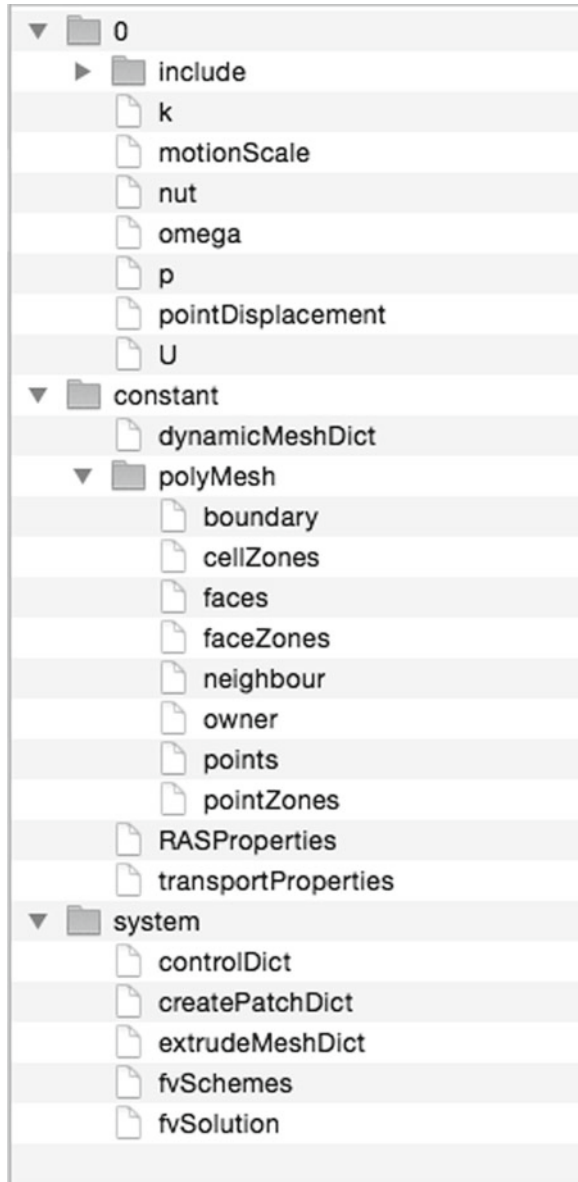 0
include
k
motionScale
nut
omega
p
pointDisplacement
U
constant
dynamicMeshDict
polyMesh
boundary
cellZones
faces
faceZones
neighbour
owner
points
pointZones
RASProperties
transportProperties
system
controlDict
createPatchDict
extrudeMeshDict
fvSchemes
fvSolution